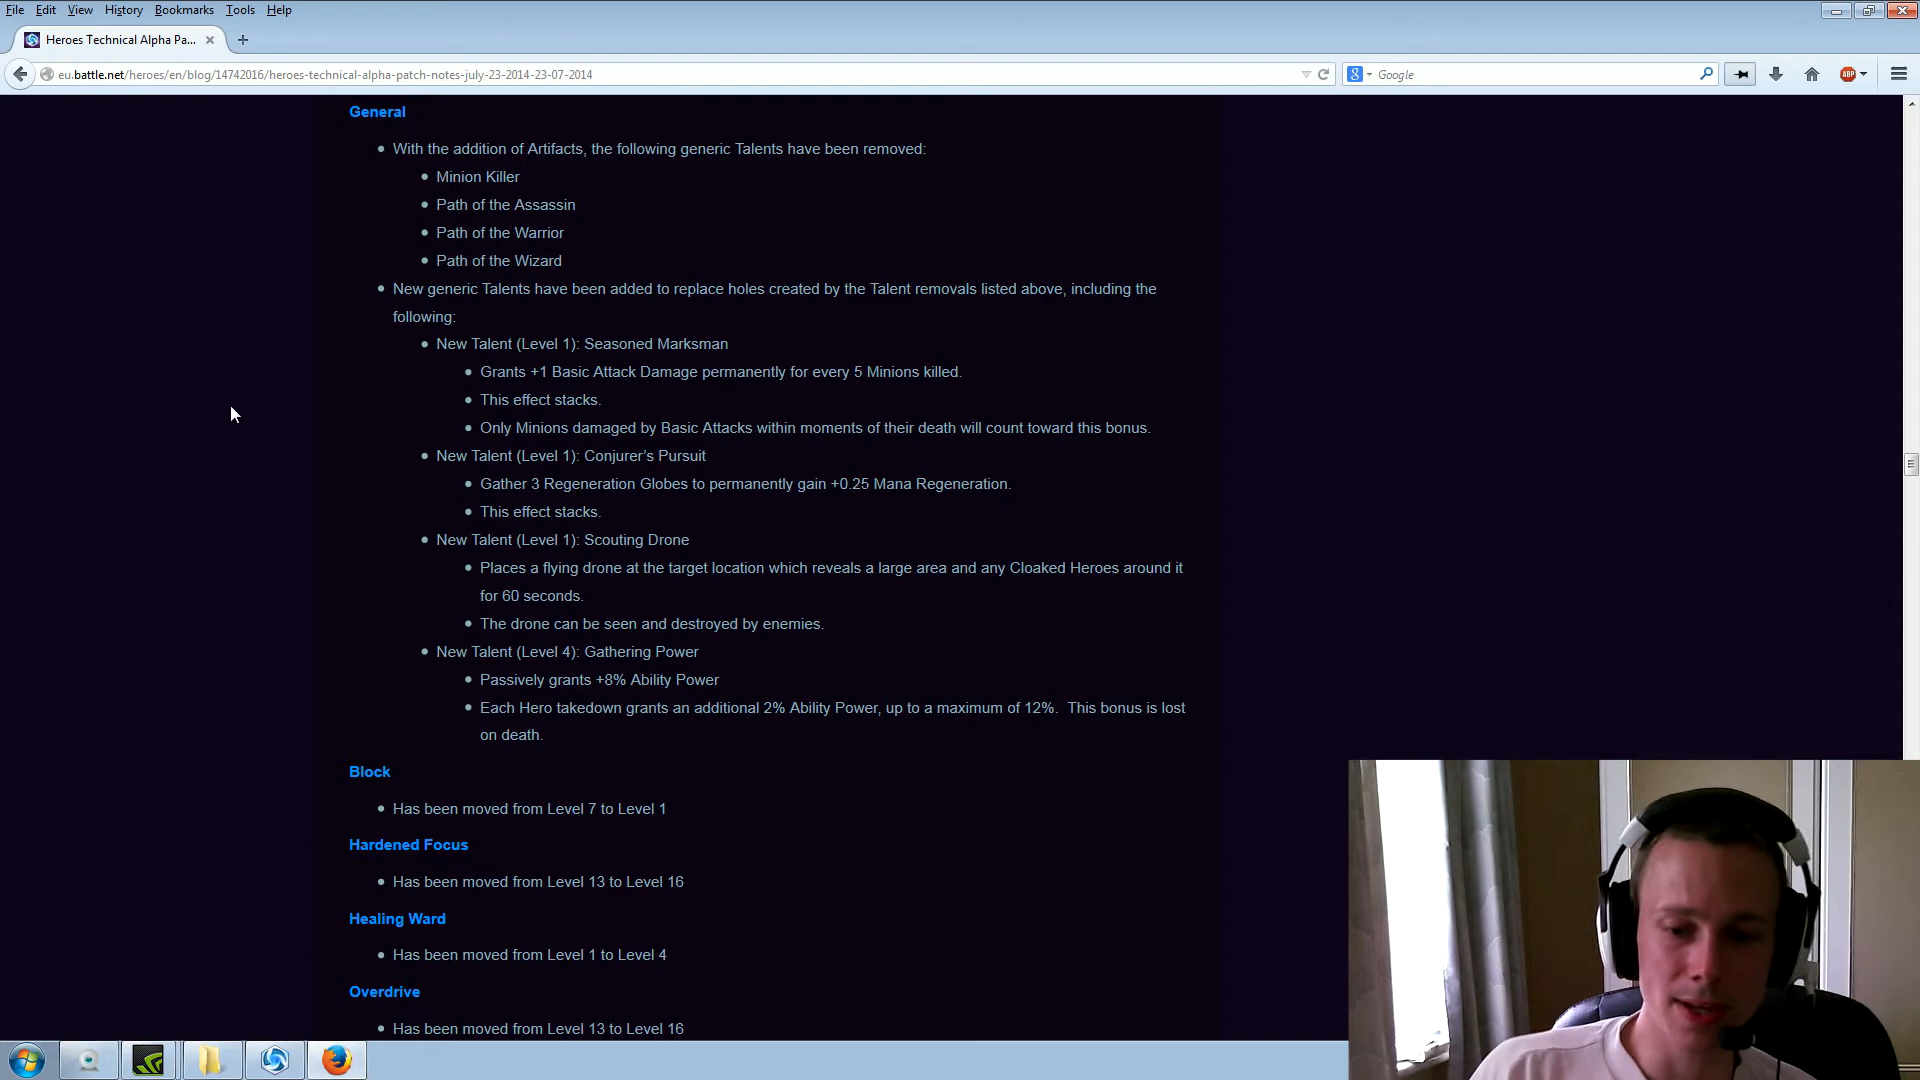 File Edit View History Bookmarks Tools Help
Heroes Technical Alpha Pa...
eu.battle.net/heroes/en/blog/14742016/heroes-technical-alpha-patch-notes-july-23-2014-23-07-2014
Google
ABP
General
With the addition of Artifacts, the following generic Talents have been removed:
Minion Killer
Path of the Assassin
Path of the Warrior
Path of the Wizard
New generic Talents have been added to replace holes created by the Talent removals listed above, including the
following:
New Talent (Level 1): Seasoned Marksman
Grants +1 Basic Attack Damage permanently for every 5 Minions killed.
This effect stacks.
Only Minions damaged by Basic Attacks within moments of their death will count toward this bonus.
New Talent (Level 1): Conjurer’s Pursuit
Gather 3 Regeneration Globes to permanently gain +0.25 Mana Regeneration.
This effect stacks.
New Talent (Level 1): Scouting Drone
Places a flying drone at the target location which reveals a large area and any Cloaked Heroes around it
for 60 seconds.
The drone can be seen and destroyed by enemies.
New Talent (Level 4): Gathering Power
Passively grants +8% Ability Power
Each Hero takedown grants an additional 2% Ability Power, up to a maximum of 12%.  This bonus is lost
on death.
Block
Has been moved from Level 7 to Level 1
Hardened Focus
Has been moved from Level 13 to Level 16
Healing Ward
Has been moved from Level 1 to Level 4
Overdrive
Has been moved from Level 13 to Level 16